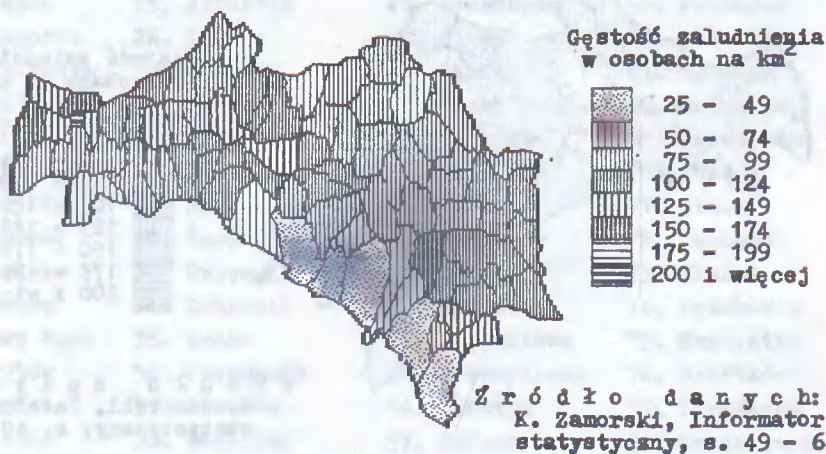 Gęstość zaludnienia
w osobach na km²
25 - 49
50 - 74
75 - 99
100 - 124
125 - 149
150 - 174
175 - 199
200 i więcej
Źródło danych:
K. Zamorski, Informator
statystyczny, s. 49 - 6